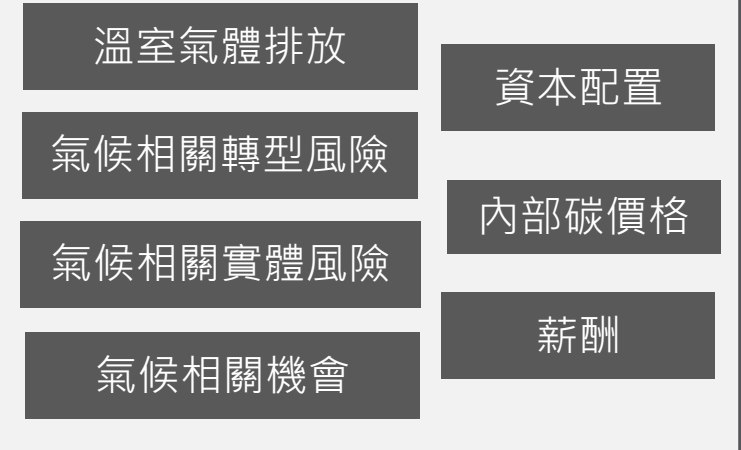 溫室氣體排放
氣候相關轉型風險
氣候相關實體風險
氣候相關機會
資本配置
內部碳價格
薪酬